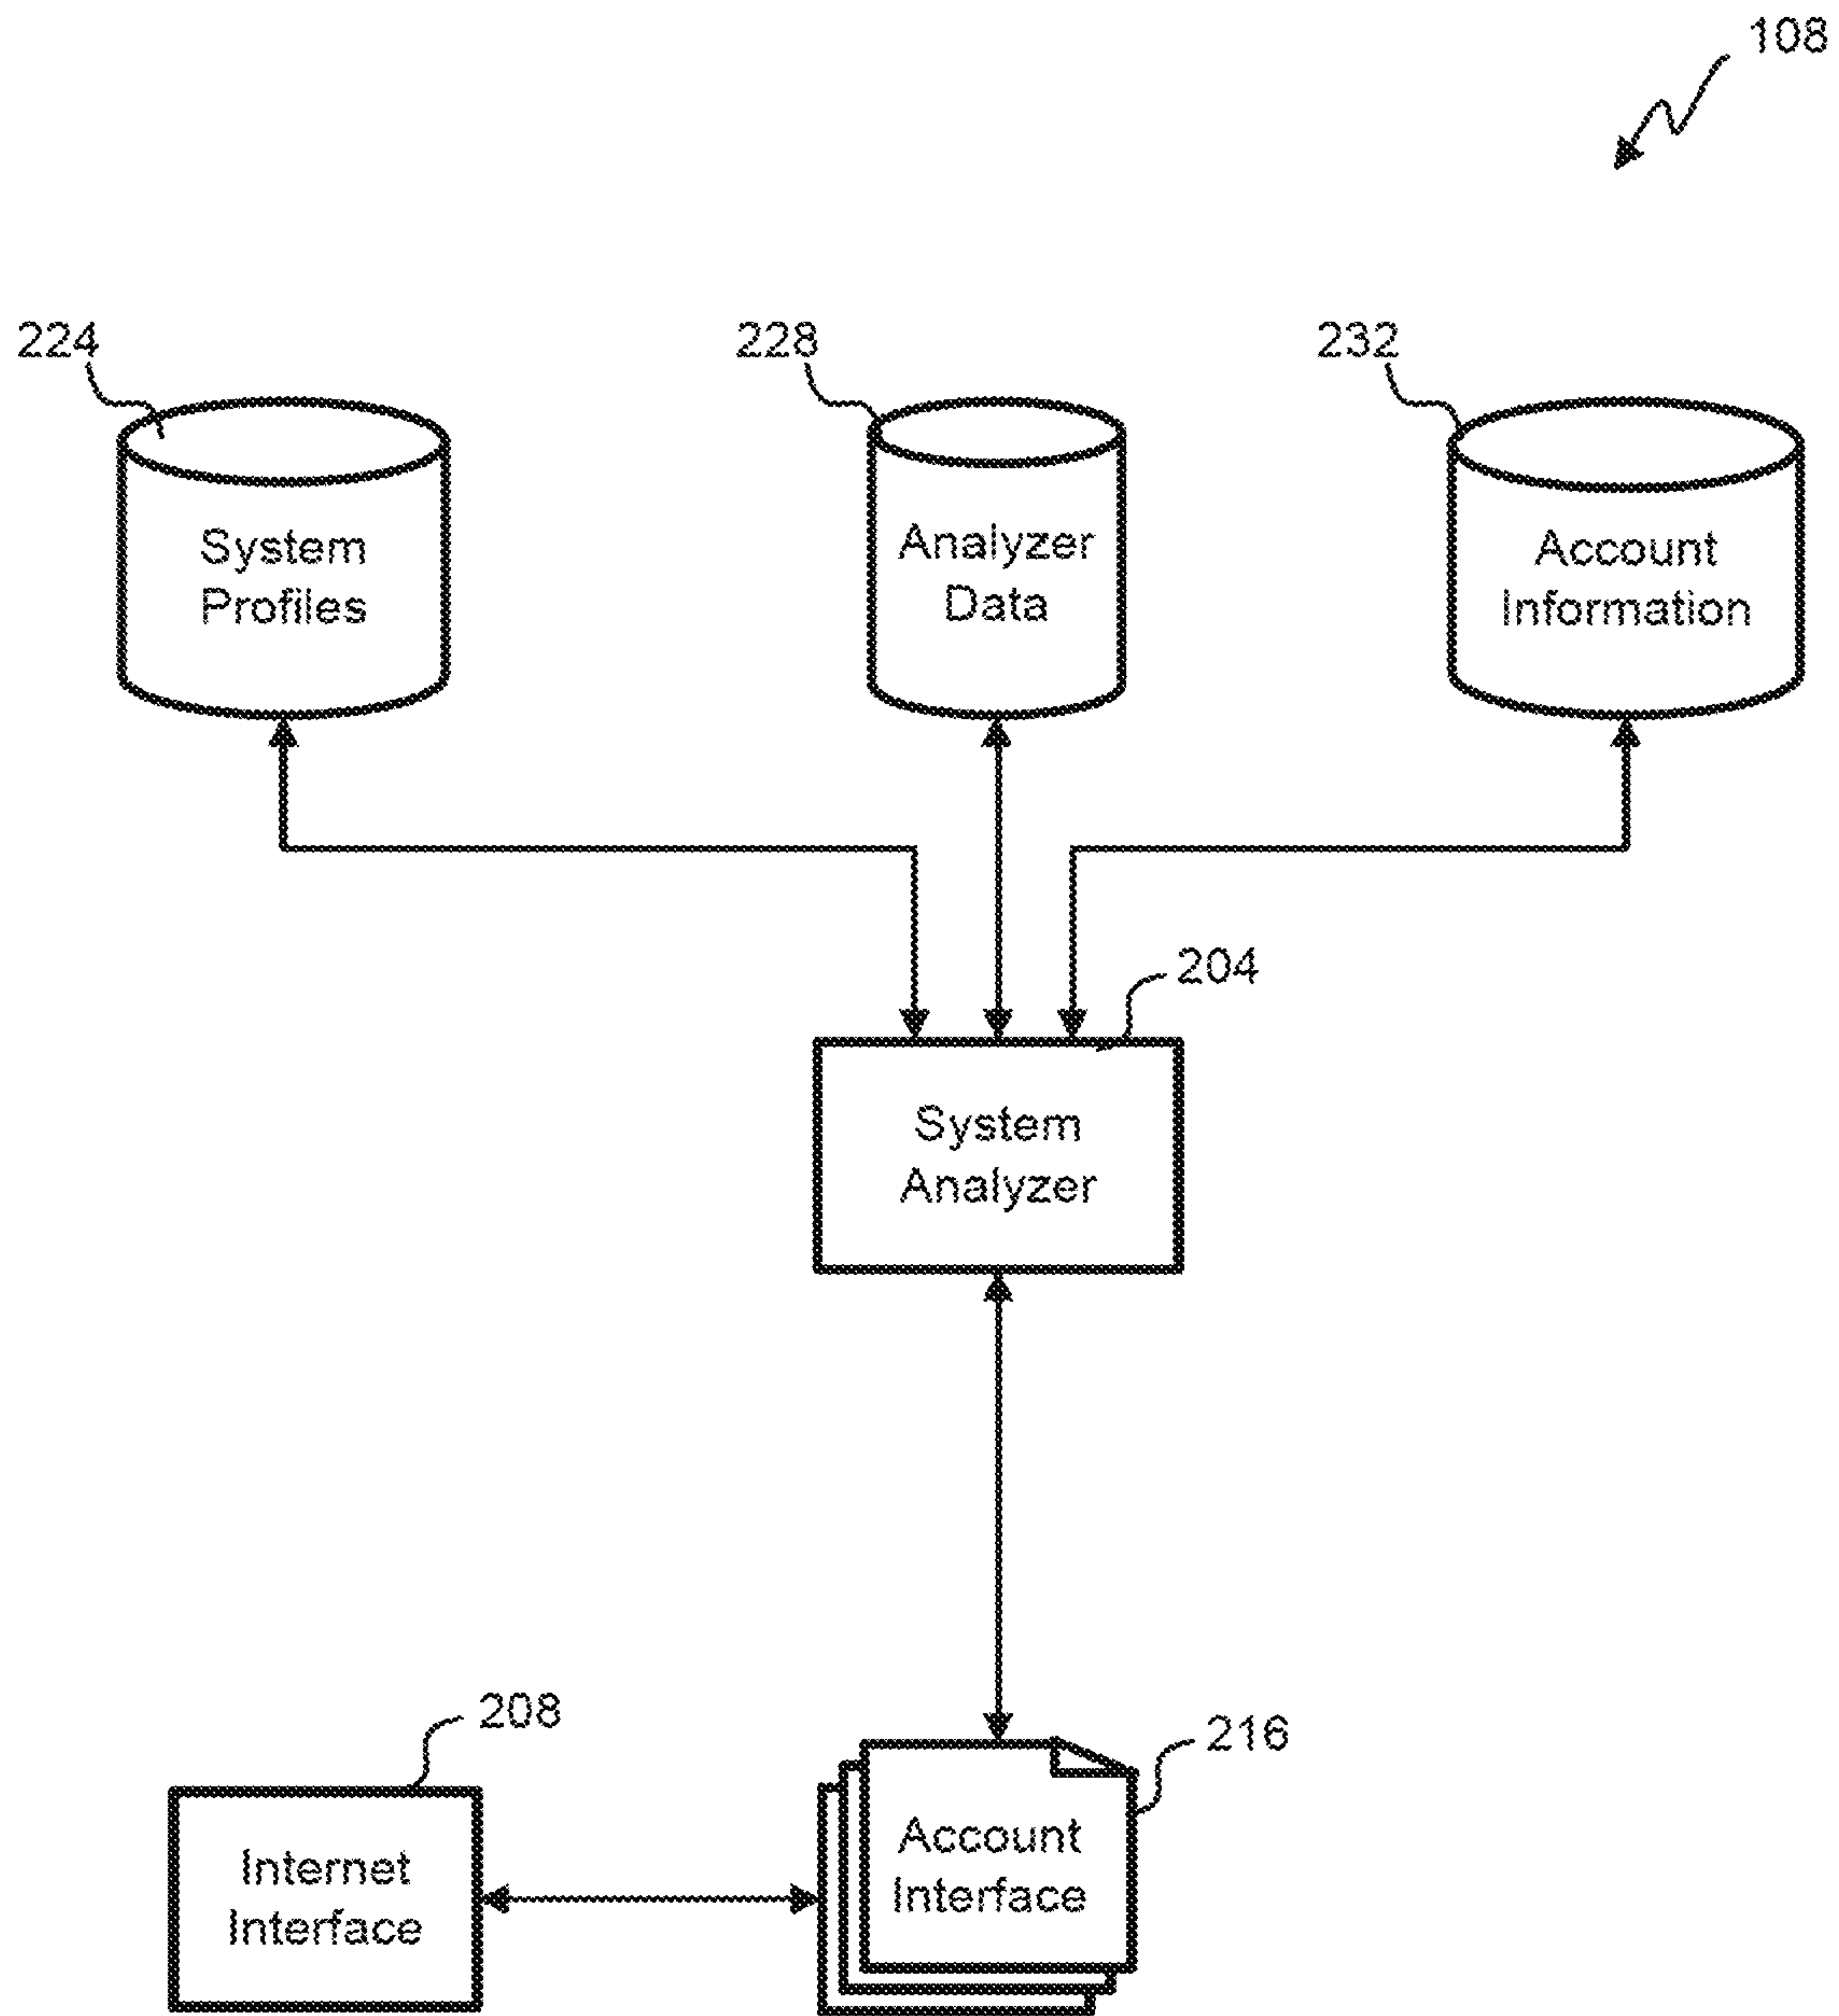 108
224
228
232
System
Profiles
Analyzer
Data
Account
Information
204
System
Analyzer
208
216
Internet
Interface
Account
Interface